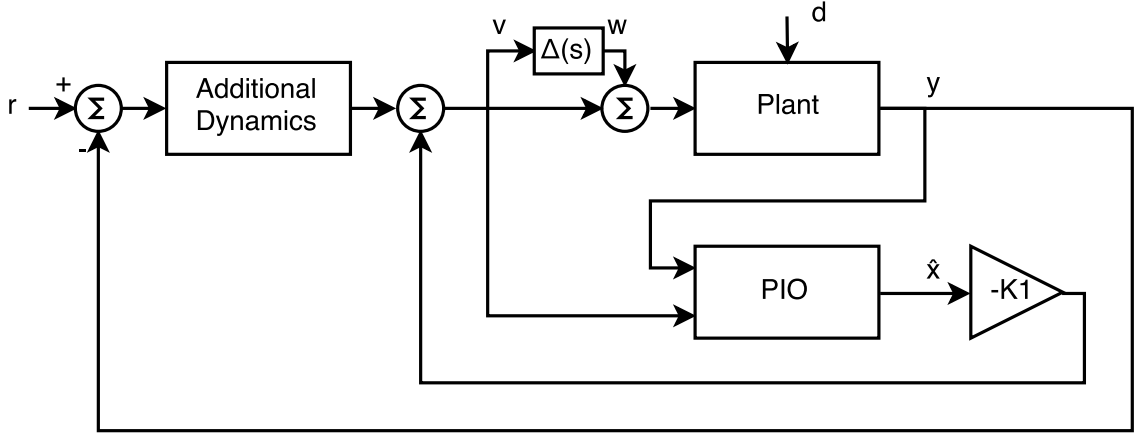 d
v
w
Δ(s)
+
r
Σ
Additional
Dynamics
Σ
Σ
Plant
y
-
PIO
x̂
-K1